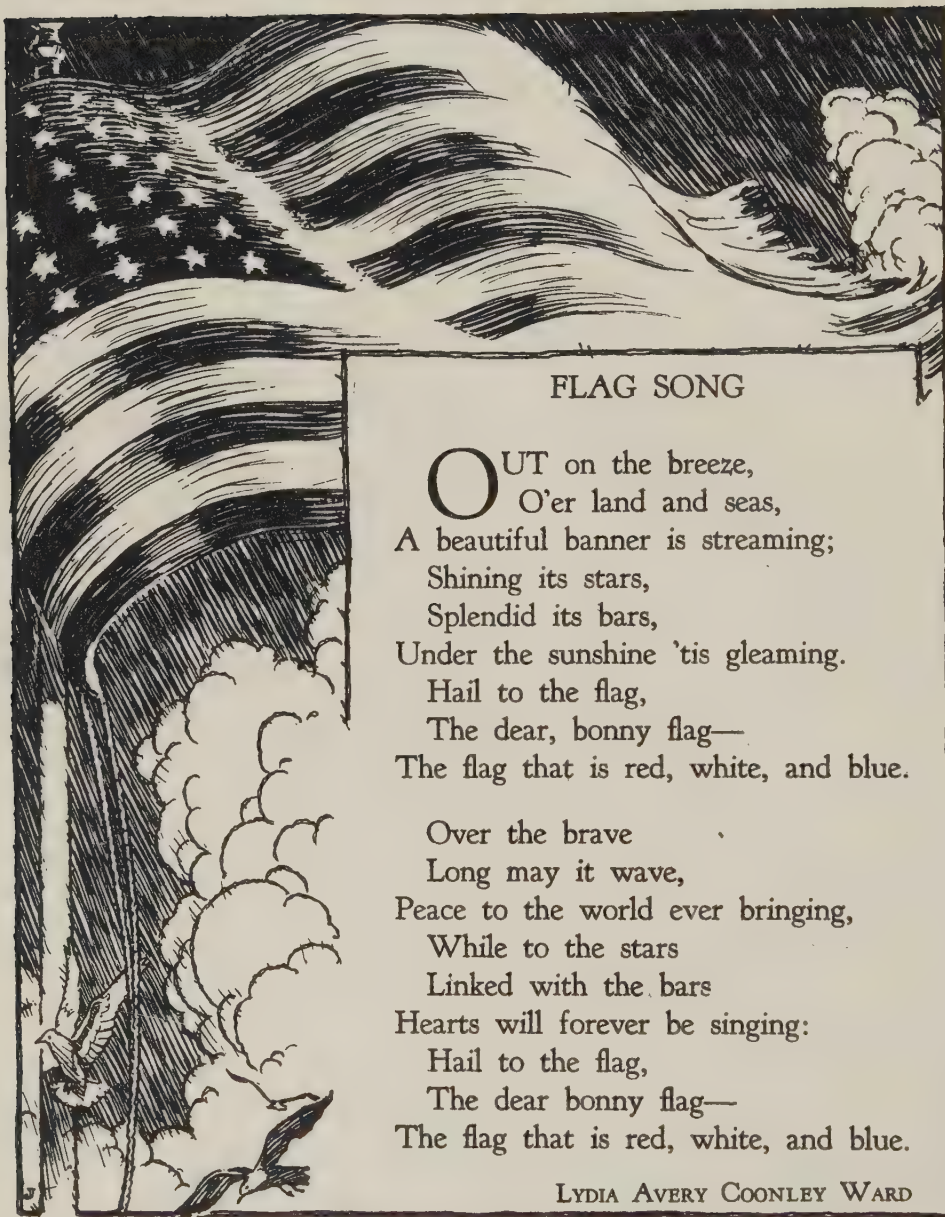 FLAG SONG
OUT on the breeze,
O'er land and seas,
A beautiful banner is streaming;
Shining its stars,
Splendid its bars,
Under the sunshine 'tis gleaming.
Hail to the flag,
The dear, bonny flag—
The flag that is red, white, and blue.
Over the brave
Long may it wave,
Peace to the world ever bringing,
While to the stars
Linked with the bars
Hearts will forever be singing:
Hail to the flag,
The dear bonny flag—
The flag that is red, white, and blue.
LYDIA AVERY COONLEY WARD
J